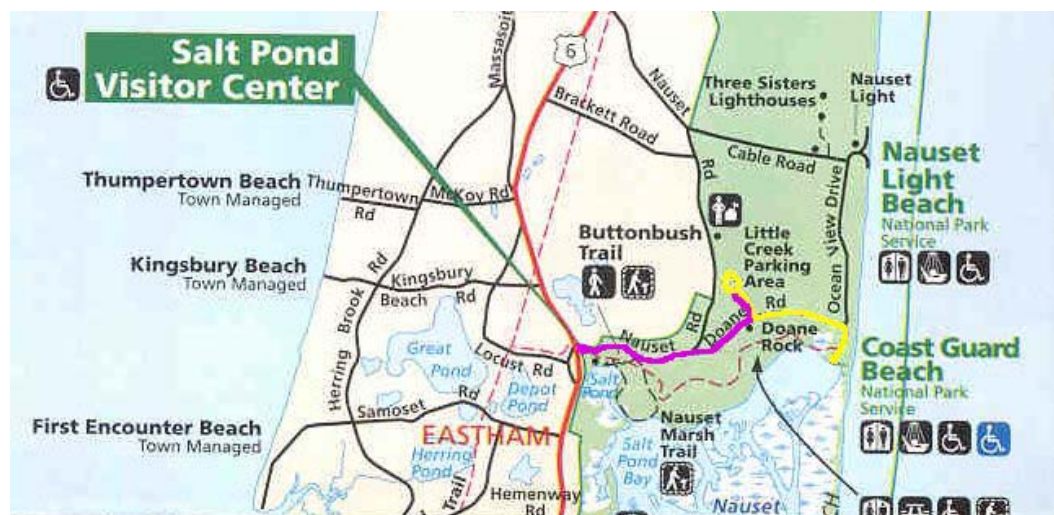 Salt Pond
Visitor Center
6
Massasoit
Nauset
Rd
Brackett Road
Three Sisters
Lighthouses
Nauset
Light
Cable Road
Nauset
Light
Beach
National Park
Service
Thumpertown Beach
Town Managed
Thumpertown
Rd
McKoy Rd
Ocean View Drive
Buttonbush
Trail
Little
Creek
Parking
Area
Kingsbury Beach
Town Managed
Kingsbury
Beach Rd
Herring Brook Rd
Doane Rd
Nauset Rd
Doane
Rock
Great
Pond
Locust Rd
Depot
Pond
Salt
Pond
Coast Guard
Beach
National Park
Service
Samoset Rd
First Encounter Beach
Town Managed
EASTHAM
Herring
Pond
Nauset
Marsh
Trail
Salt
Pond
Bay
Hemenway
Rd
Trail
Nauset
CH